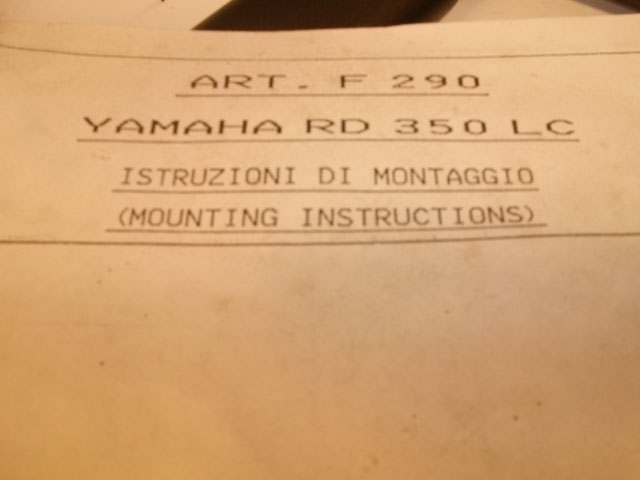 ART. F 290
YAMAHA RD 350 LC
ISTRUZIONI DI MONTAGGIO
(MOUNTING INSTRUCTIONS)